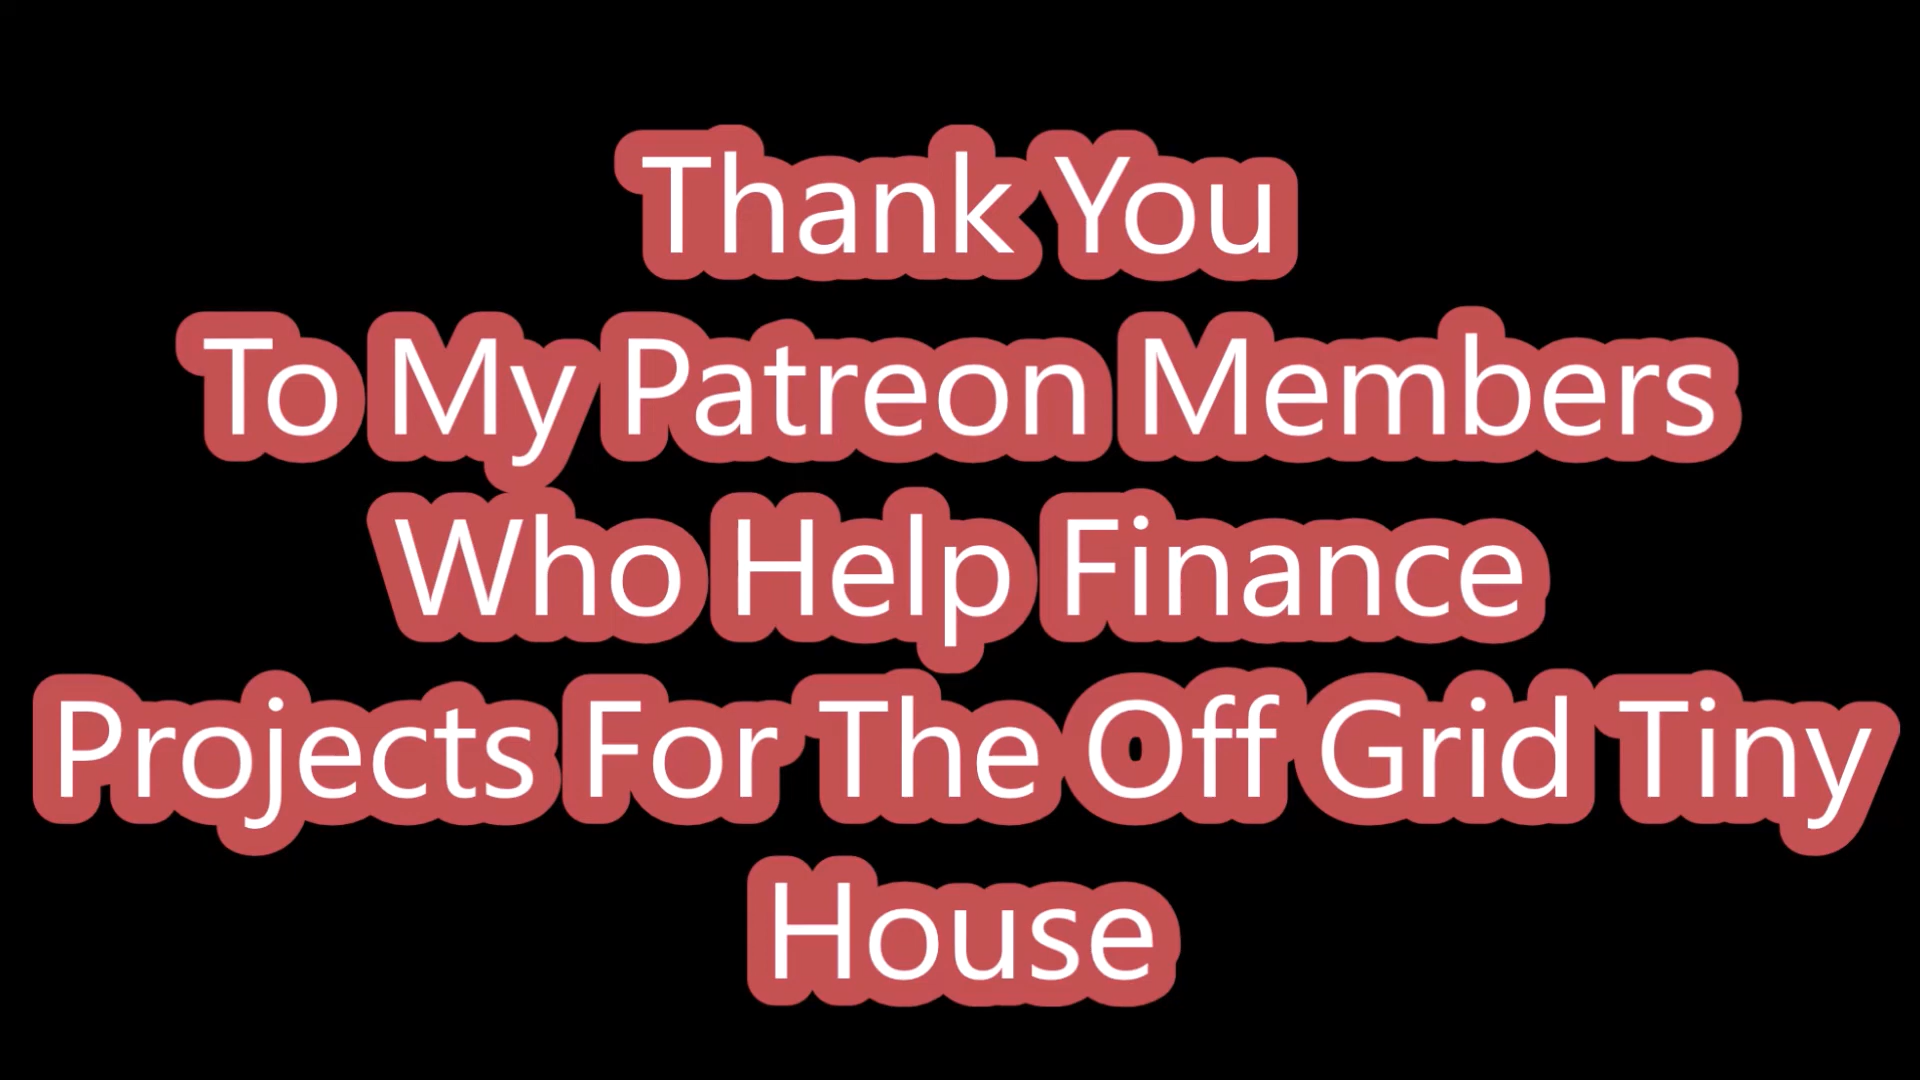 Thank You
To My Patreon Members
Who Help Finance
Projects For The Off Grid Tiny
House